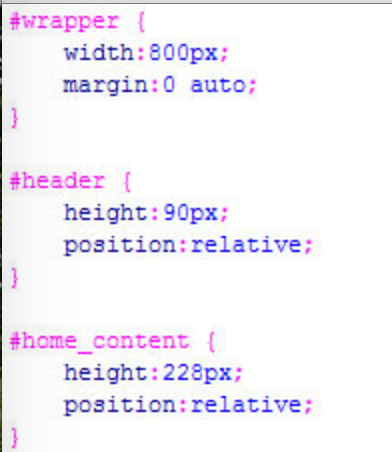 #wrapper {
    width:800px;
    margin:0 auto;
}

#header {
    height:90px;
    position:relative;
}

#home_content {
    height:228px;
    position:relative;
}